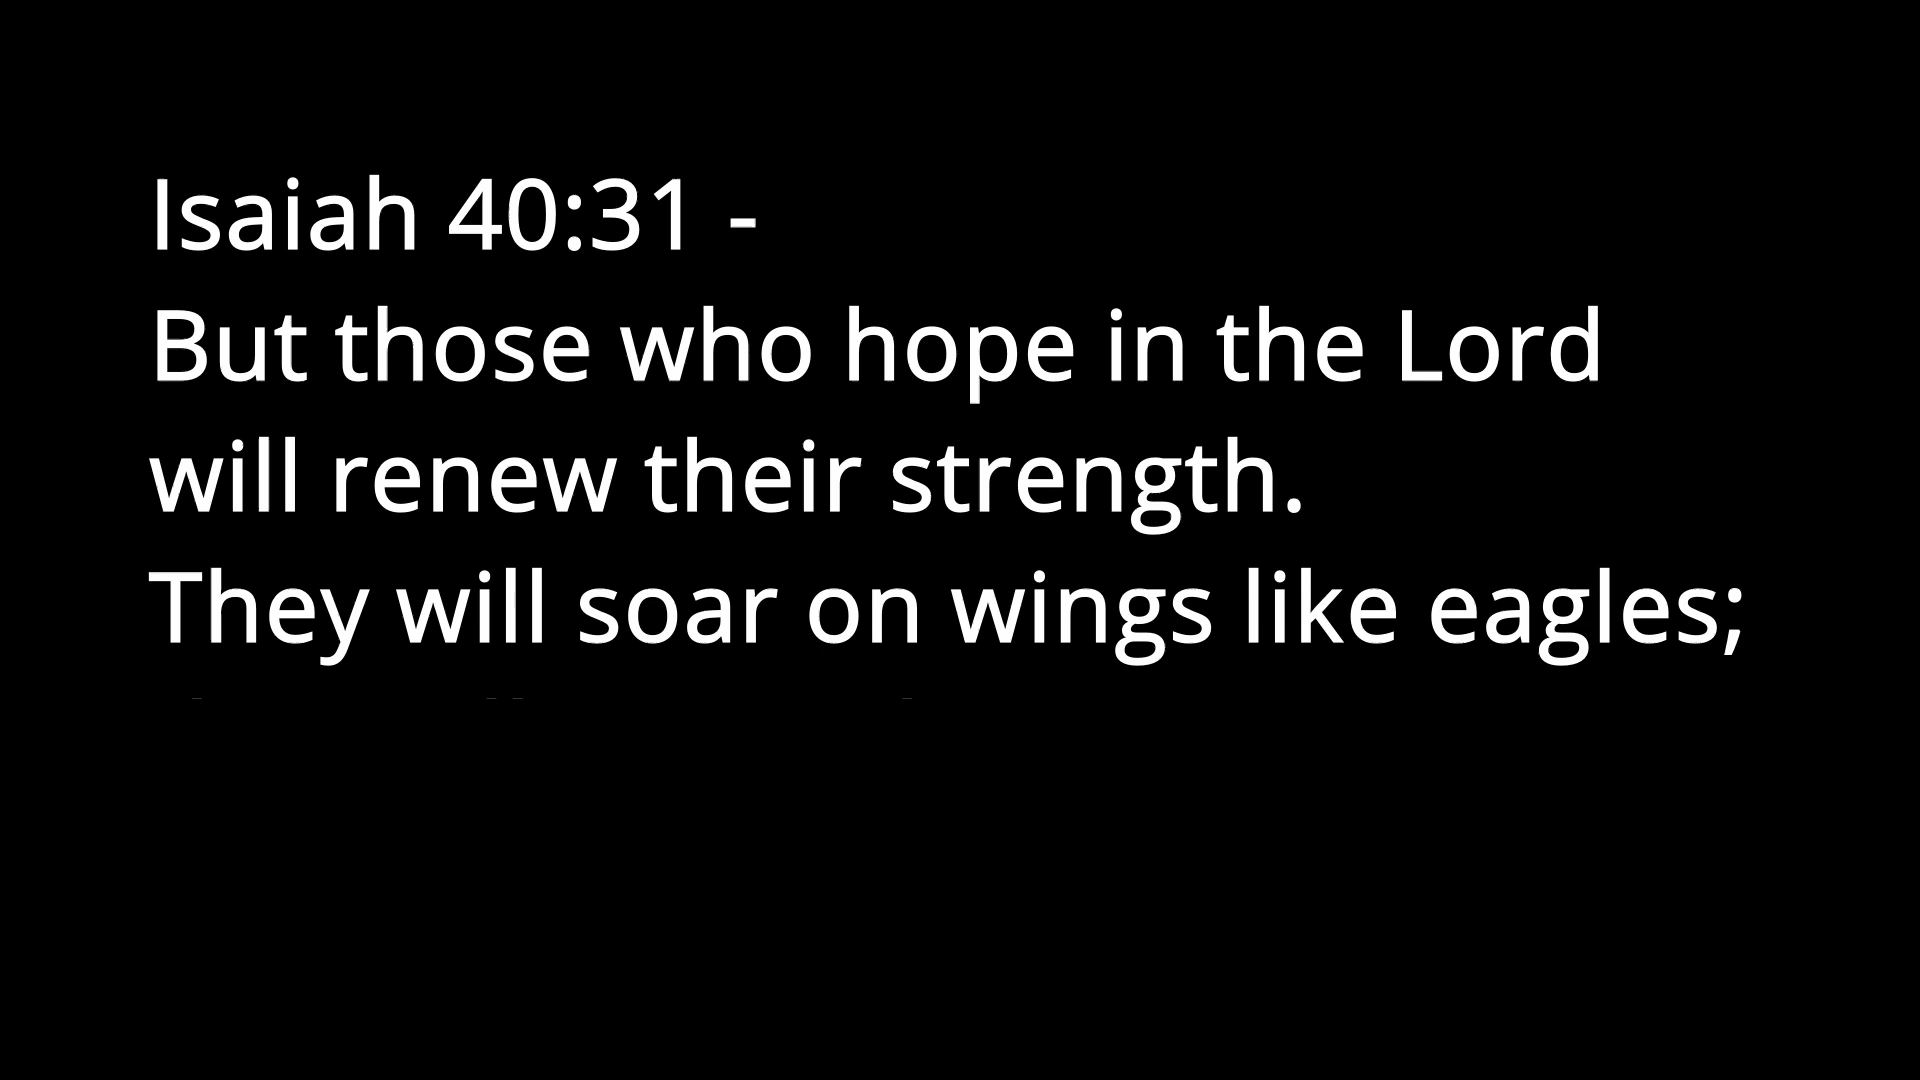 Isaiah 40:31 -
But those who hope in the Lord
will renew their strength.
They will soar on wings like eagles;